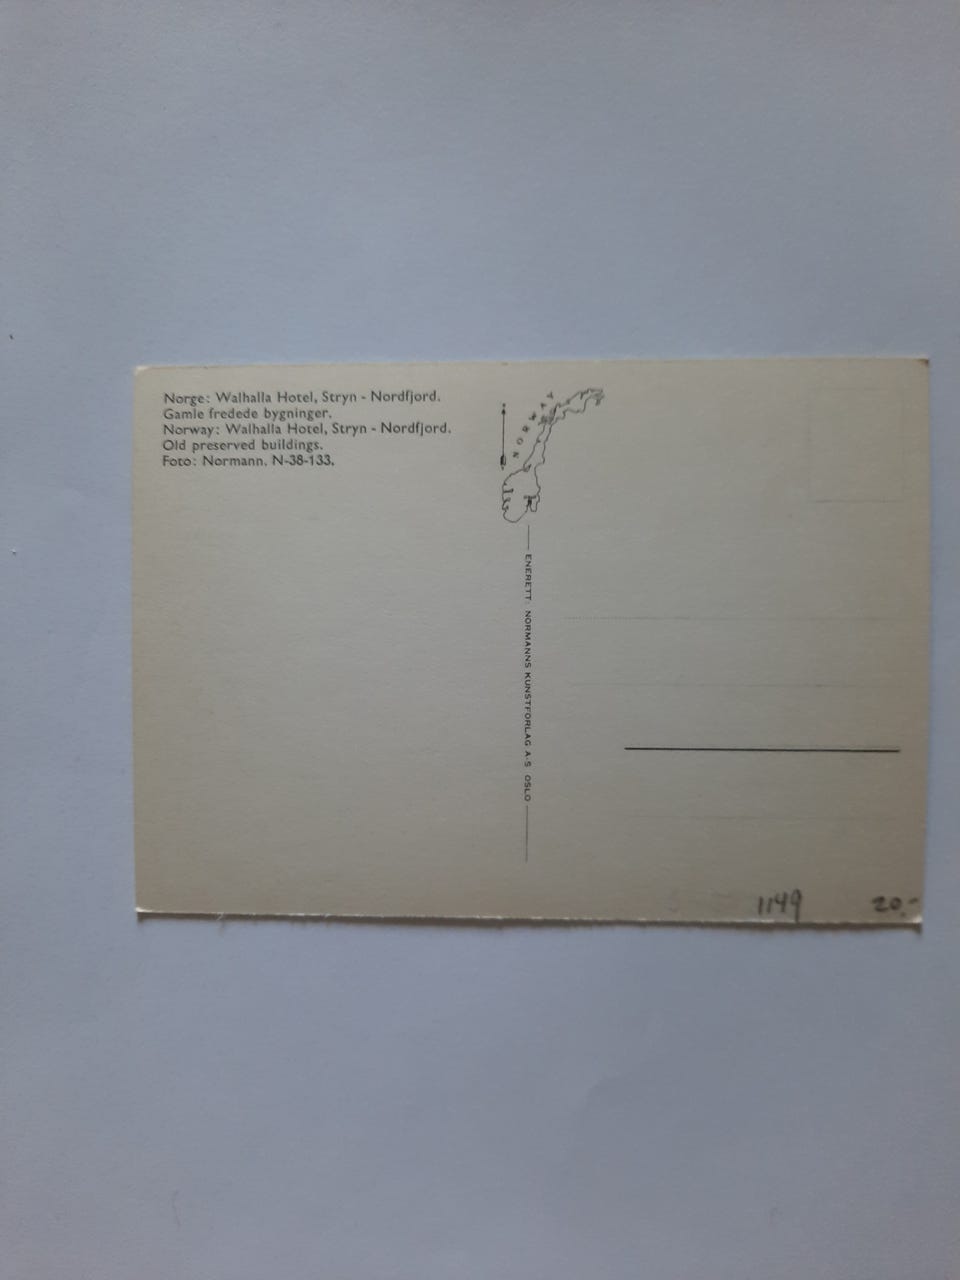 Norge: Walhalla Hotel, Stryn - Nordfjord.
Gamle fredede bygninger.
Norway: Walhalla Hotel, Stryn - Nordfjord.
Old preserved buildings.
Foto: Normann. N-38-133.
NORWAY
ENERETT: NORMANNS KUNSTFORLAG A-S OSLO
1149 20,-